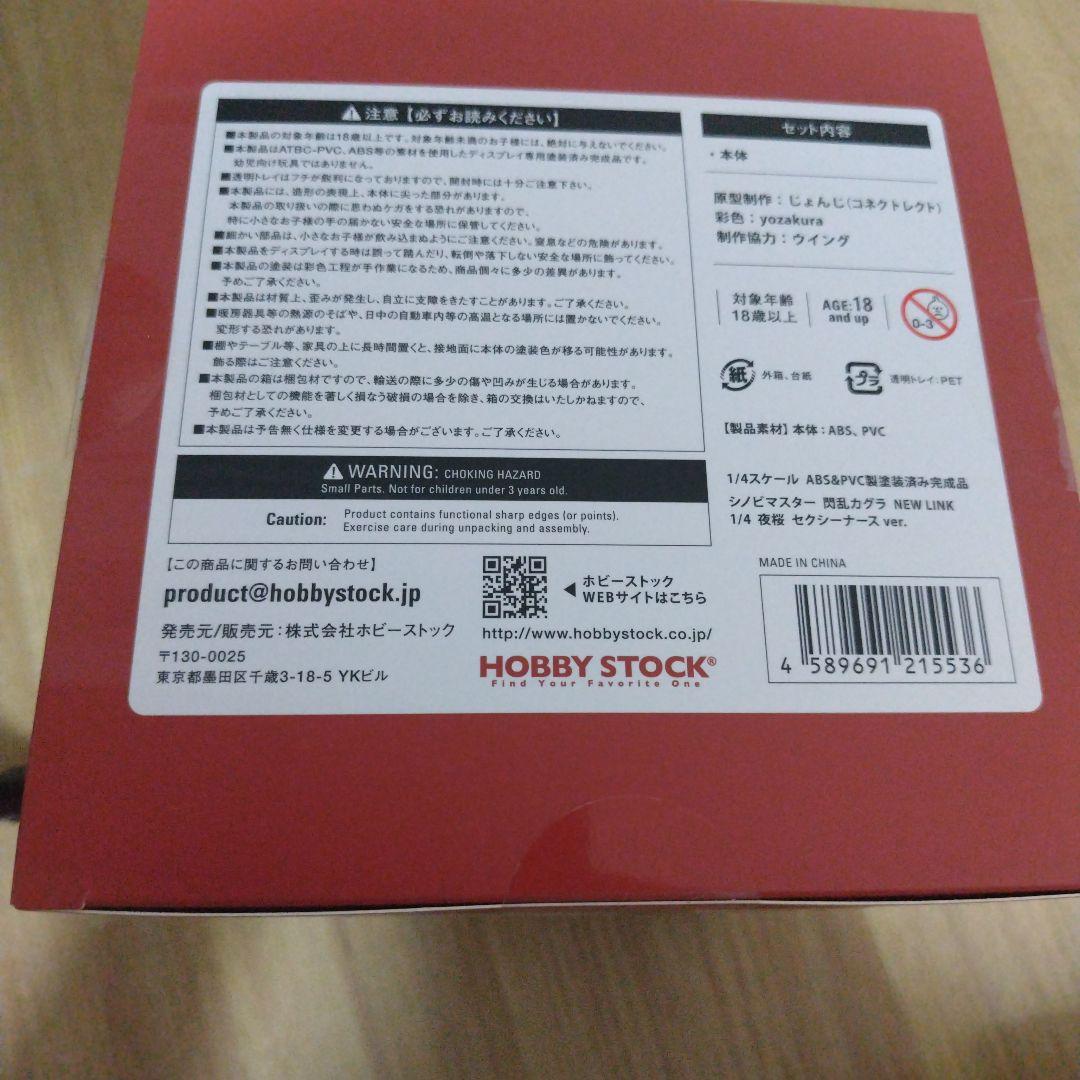 注意【必ずお読みください】
■本製品の対象年齢は18歳以上です。対象年齢未満のお子様には、絶対に与えないでください。
■本製品はATBC-PVC、ABS等の素材を使用したディスプレイ専用塗装済み完成品です。
幼児向け玩具ではありません。
■透明トレイはフチが鋭利になっておりますので、開封時には十分ご注意下さい。
■本製品には、造形の表現上、本体に尖った部分があります。
本製品の取り扱いの際に思わぬケガをする恐れがありますので、
特に小さなお子様の手の届かない安全な場所に保管してください。
■細かい部品は、小さなお子様が飲み込まぬようにご注意ください。窒息などの危険があります。
■本製品をディスプレイする時は誤って踏んだり、転倒や落下しない安全な場所に飾ってください。
■本製品の塗装は彩色工程が手作業になるため、商品個々に多少の差異があります。
予めご了承ください。
■本製品は材質上、歪みが発生し、自立に支障をきたすことがあります。ご了承ください。
■暖房器具等の熱源のそばや、日中の自動車内等の高温となる場所には置かないでください。
変形する恐れがあります。
■棚やテーブル等、家具の上に長時間置くと、接地面に本体の塗装色が移る可能性があります。
飾る際はご注意ください。
■本製品の箱は梱包材ですので、輸送の際に多少の傷や凹みが生じる場合があります。
梱包材としての機能を著しく損なう破損の場合を除き、箱の交換はいたしかねますので、
予めご了承ください。
■本製品は予告無く仕様を変更する場合がございます。ご了承ください。
WARNING: CHOKING HAZARD
Small Parts. Not for children under 3 years old.
Caution: Product contains functional sharp edges (or points).
Exercise care during unpacking and assembly.
【この商品に関するお問い合わせ】
product@hobbystock.jp
発売元/販売元:株式会社ホビーストック
〒130-0025
東京都墨田区千歳3-18-5 YKビル
◀ホビーストック
WEBサイトはこちら
http://www.hobbystock.co.jp/
HOBBY STOCK®
Find Your Favorite One
セット内容
・本体
原型制作:じょんじ(コネクトレクト)
彩色:yozakura
制作協力:ウイング
対象年齢
18歳以上
AGE:18
and up
0-3
紙 外箱、台紙
プラ 透明トレイ:PET
【製品素材】本体:ABS、PVC
1/4スケール ABS&PVC製塗装済み完成品
シノビマスター 閃乱カグラ NEW LINK
1/4 夜桜 セクシーナース ver.
MADE IN CHINA
4 589691 215536